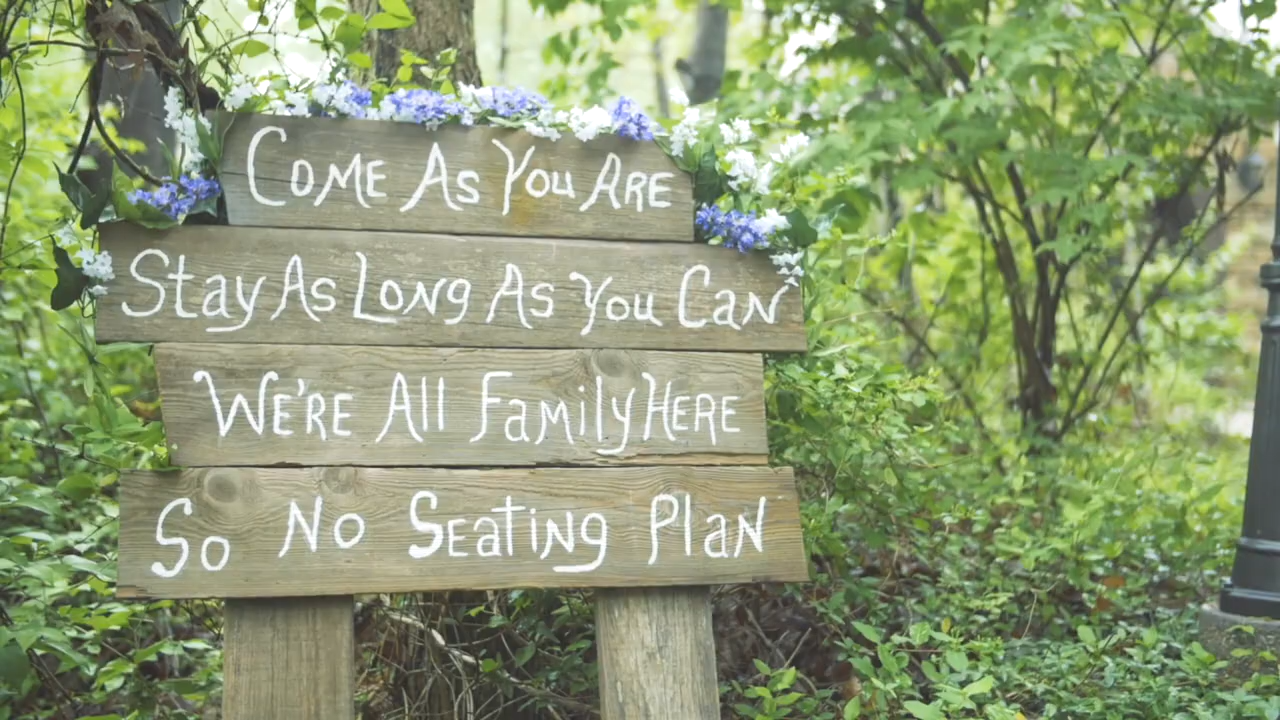 Come As You Are
Stay As Long As You Can
We're All Family Here
So No Seating Plan